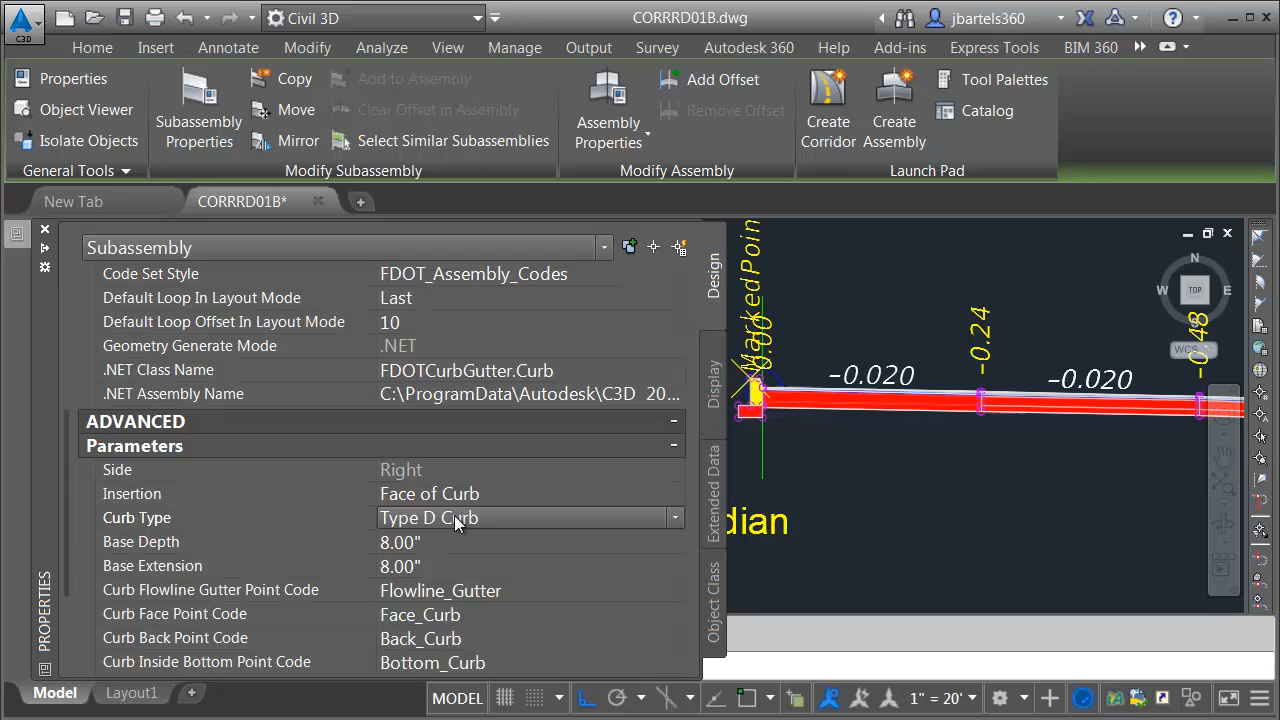 C3D Civil 3D CORRRD01B.dwg jbartels360
Home Insert Annotate Modify Analyze View Manage Output Survey Autodesk 360 Help Add-ins Express Tools BIM 360
Properties Copy Add to Assembly Add Offset Tool Palettes
Object Viewer Move Clear Offset in Assembly Remove Offset Catalog
Subassembly Properties
Assembly Properties
Create Corridor
Create Assembly
Isolate Objects Mirror Select Similar Subassemblies
General Tools Modify Subassembly Modify Assembly Launch Pad
New Tab CORRRD01B*
Subassembly
Code Set Style FDOT_Assembly_Codes
Default Loop In Layout Mode Last
Default Loop Offset In Layout Mode 10
Geometry Generate Mode .NET
.NET Class Name FDOTCurbGutter.Curb
.NET Assembly Name C:\ProgramData\Autodesk\C3D 20...
ADVANCED
Parameters
Side Right
Insertion Face of Curb
Curb Type Type D Curb
Base Depth 8.00"
Base Extension 8.00"
Curb Flowline Gutter Point Code Flowline_Gutter
Curb Face Point Code Face_Curb
Curb Back Point Code Back_Curb
Curb Inside Bottom Point Code Bottom_Curb
PROPERTIES
Design
Display
Extended Data
Object Class
MarkedPoin
0.00
-0.020
-0.24
-0.020
-0.48
dian
N
W TOP E
WCS
Model Layout1
MODEL 1" = 20'